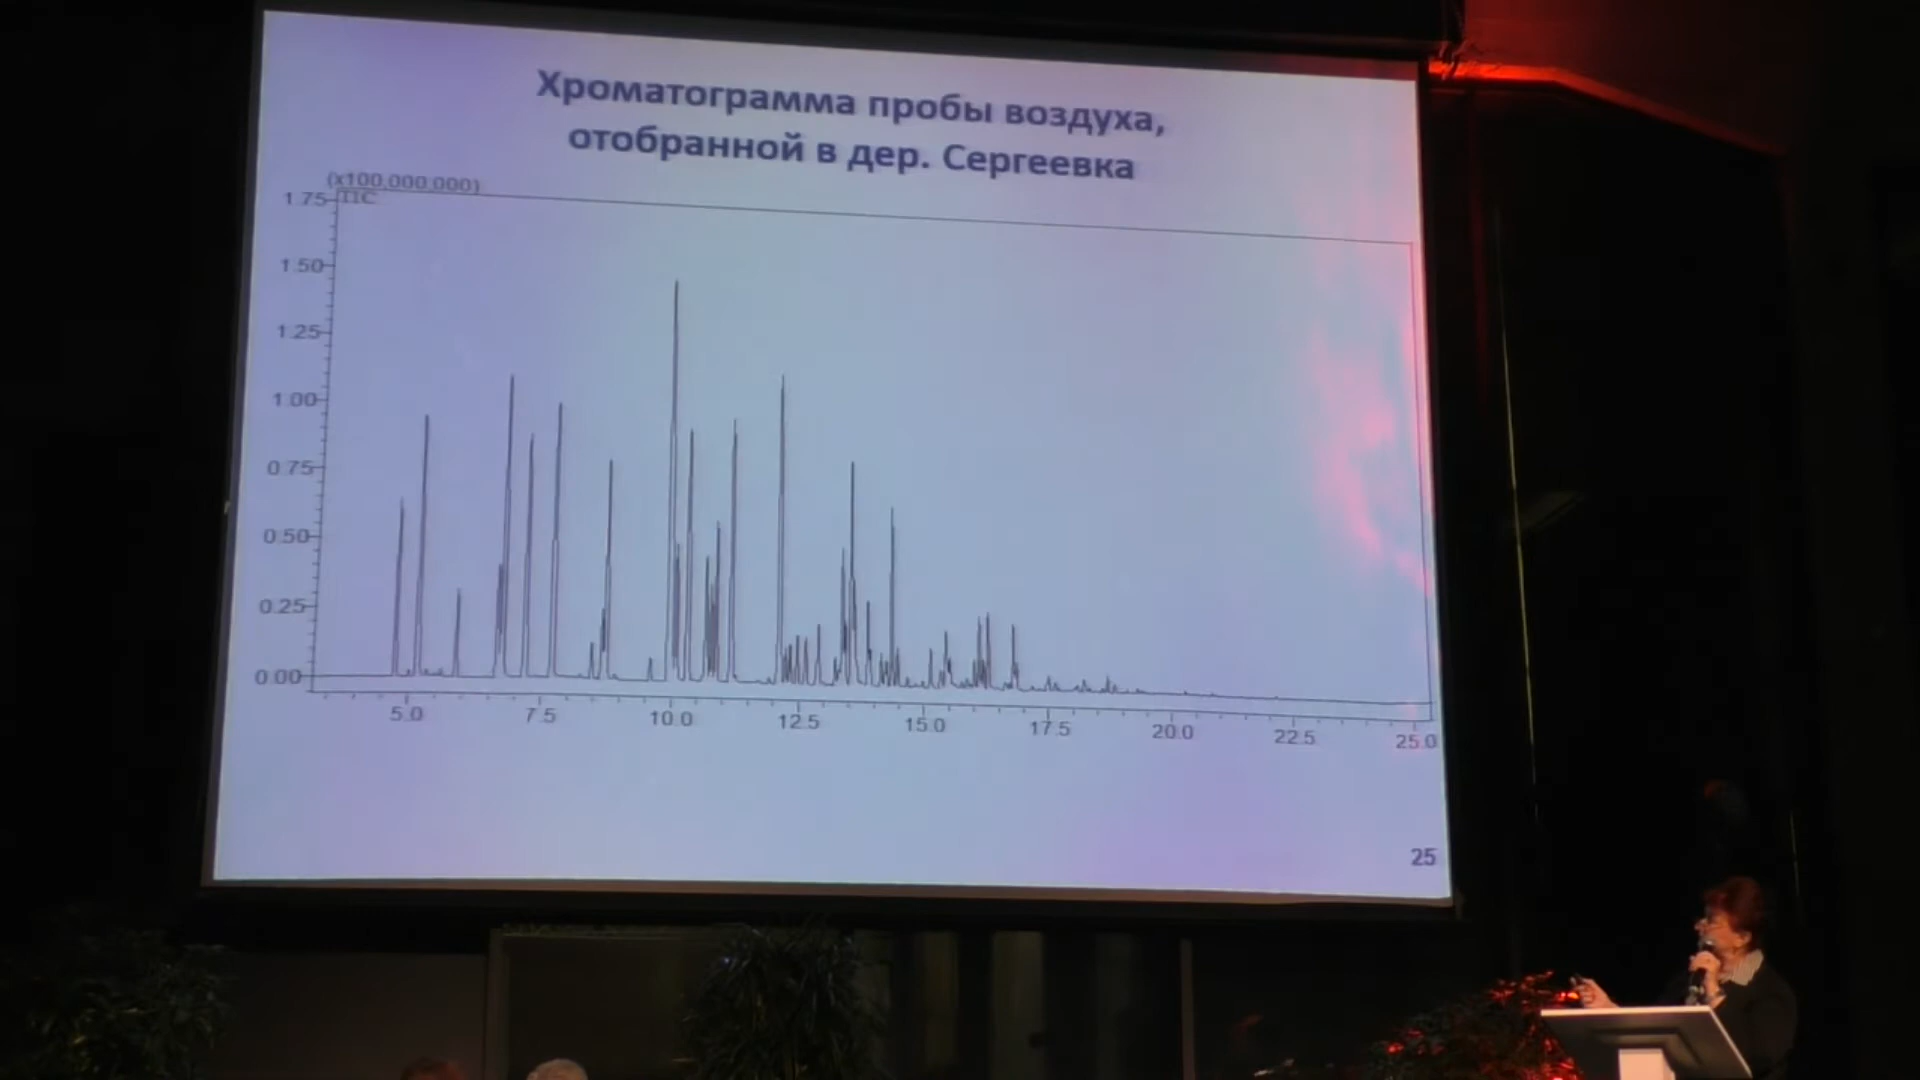 Хроматограмма пробы воздуха,
отобранной в дер. Сергеевка
(x100,000,000)
TIC
1.75
1.50
1.25
1.00
0.75
0.50
0.25
0.00
5.0 7.5 10.0 12.5 15.0 17.5 20.0 22.5 25.0
25